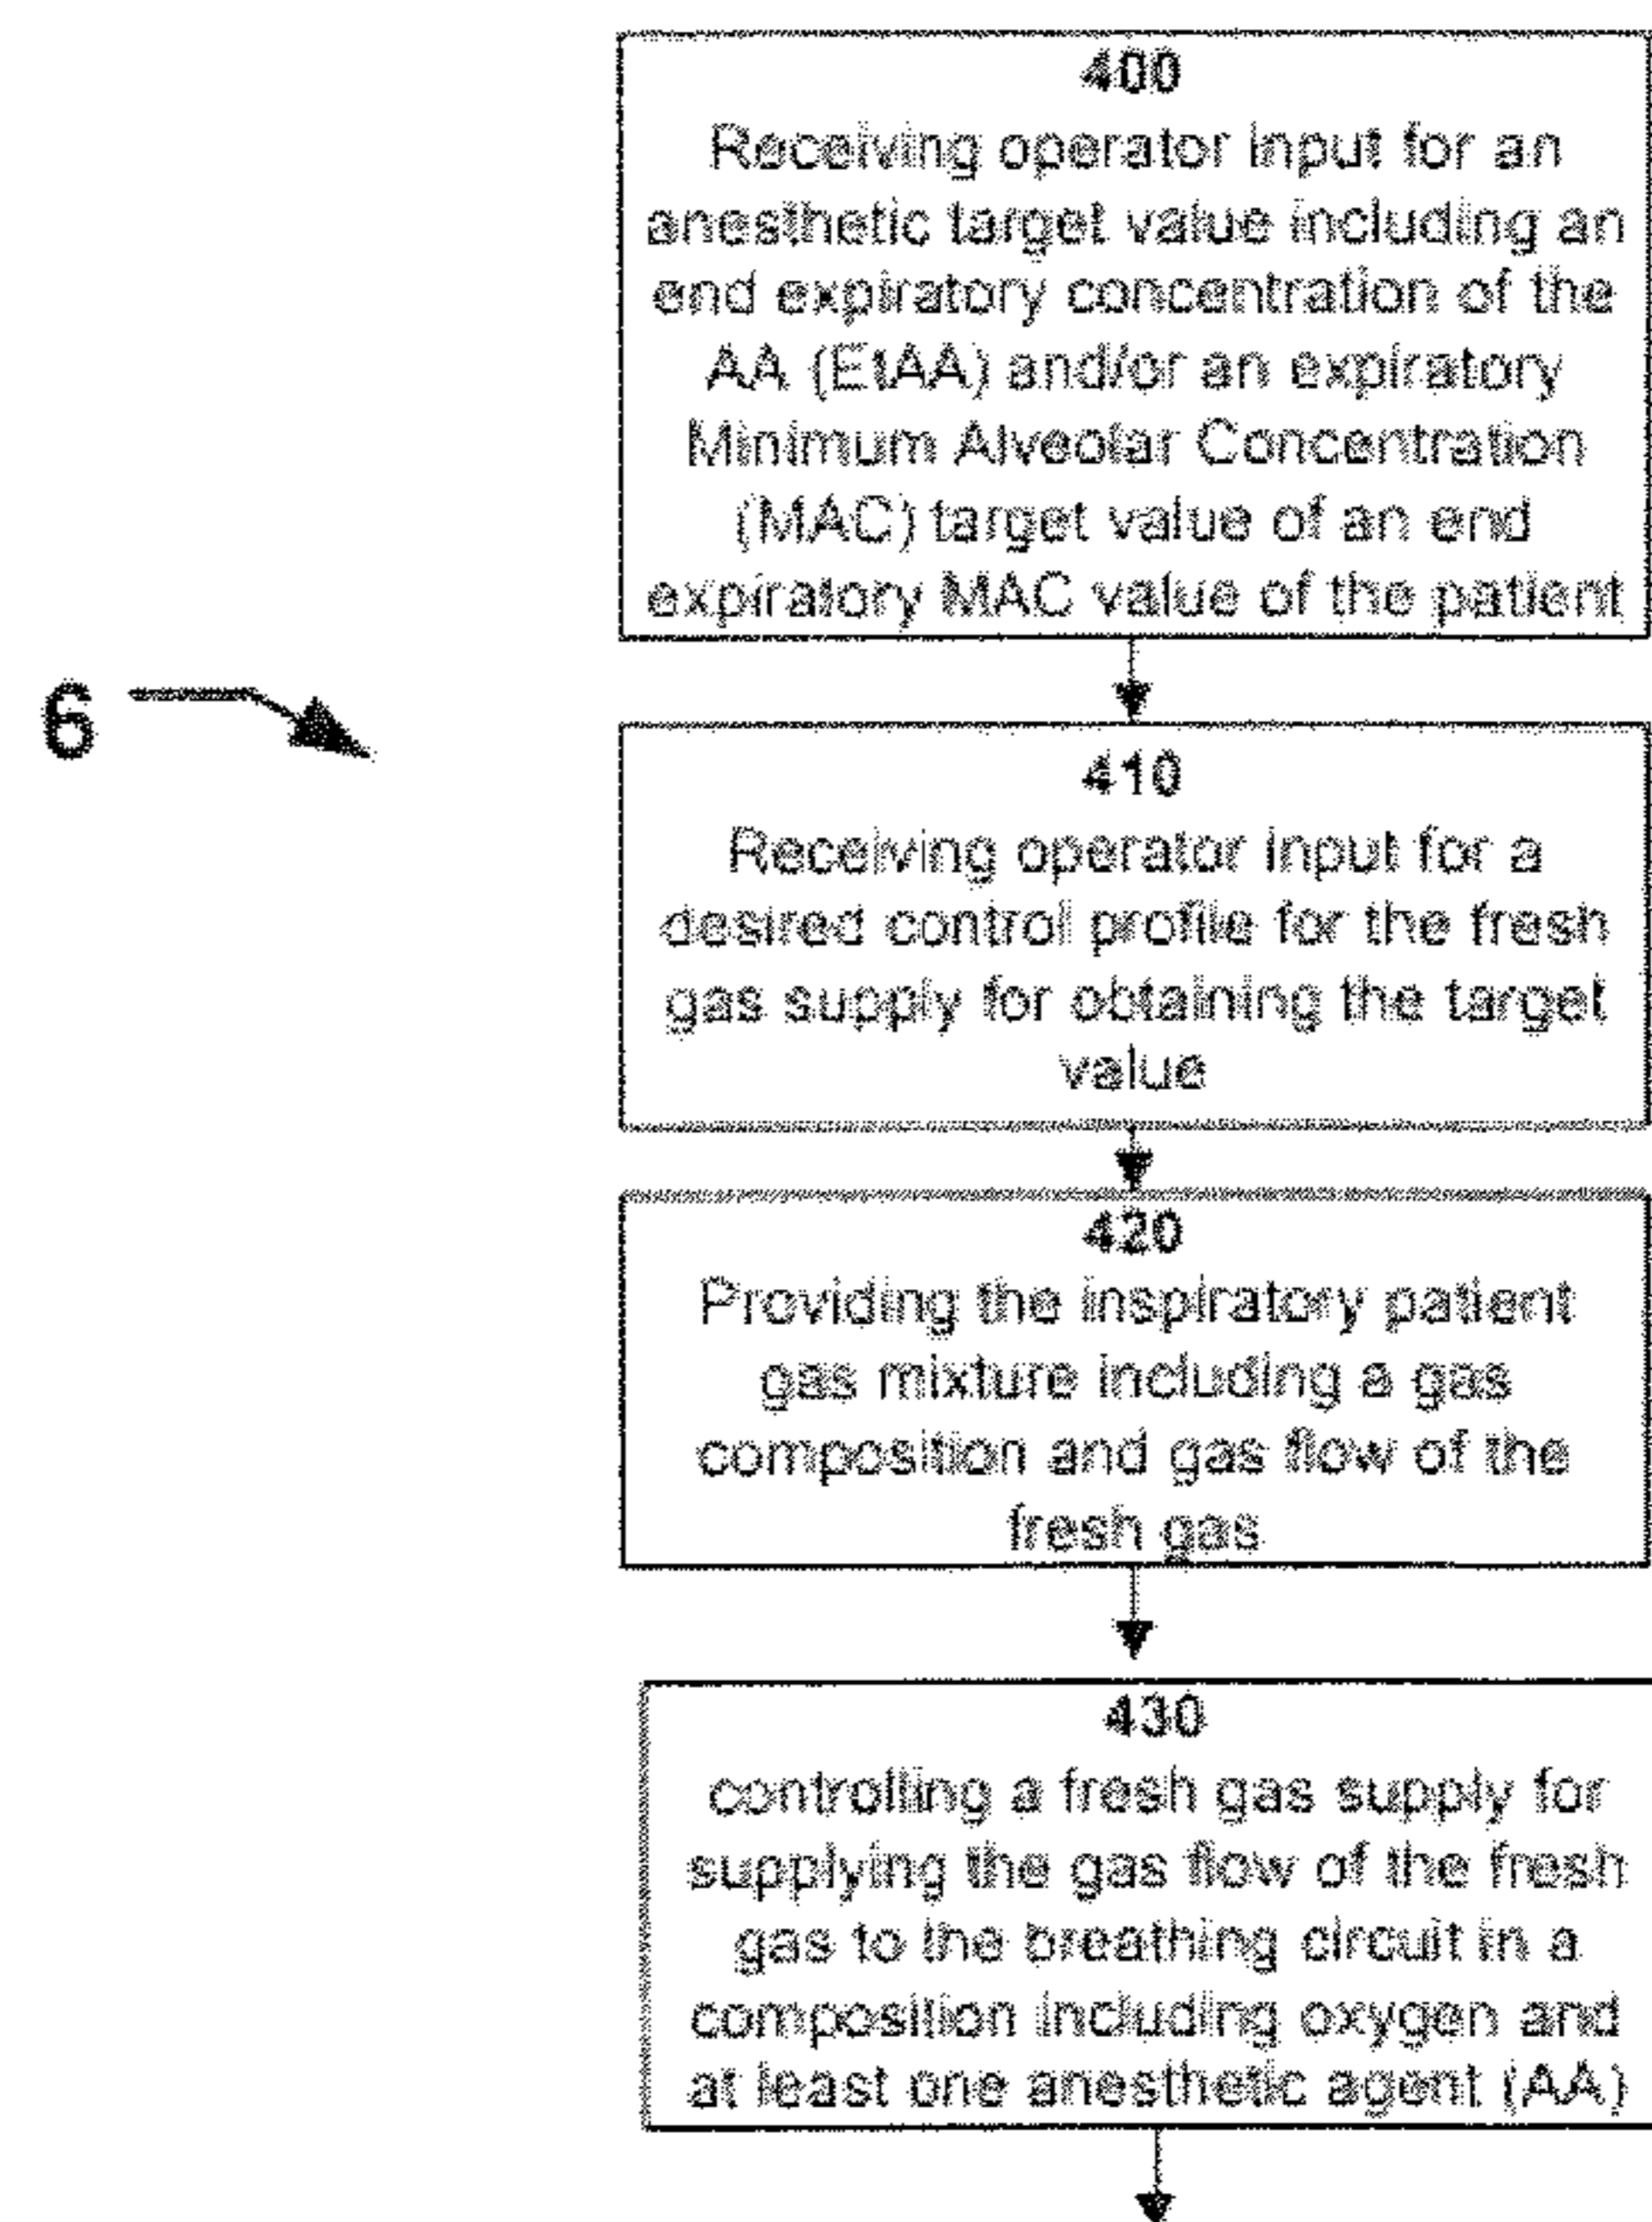 400
Receiving operator input for an
anesthetic target value including an
end expiratory concentration of the
AA (EtAA) and/or an expiratory
Minimum Alveolar Concentration
(MAC) target value of an end
expiratory MAC value of the patient
6
410
Receiving operator input for a
desired control profile for the fresh
gas supply for obtaining the target
value
420
Providing the inspiratory patient
gas mixture including a gas
composition and gas flow of the
fresh gas
430
controlling a fresh gas supply for
supplying the gas flow of the fresh
gas to the breathing circuit in a
composition including oxygen and
at least one anesthetic agent (AA)